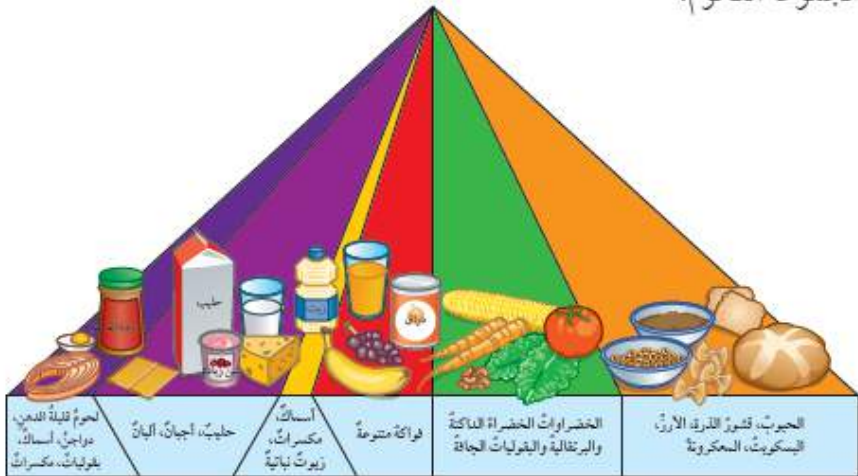 الحبوبُ، قشورُ الذرةِ، الأرزُ،
البسكويتُ، المعكرونةُ
الخضراواتُ الخضراءُ الداكنةُ
والبرتقاليةُ والبقولياتُ الجافةُ
فواكهُ متنوعةٌ
أسماكٌ،
مكسراتٌ،
زيوتٌ نباتيةٌ
حليبٌ، أجبانٌ، ألبانٌ
لحومٌ قليلةُ الدهنِ،
دواجنُ، أسماكٌ،
بقولياتٌ، مكسراتٌ
حليب
زيت